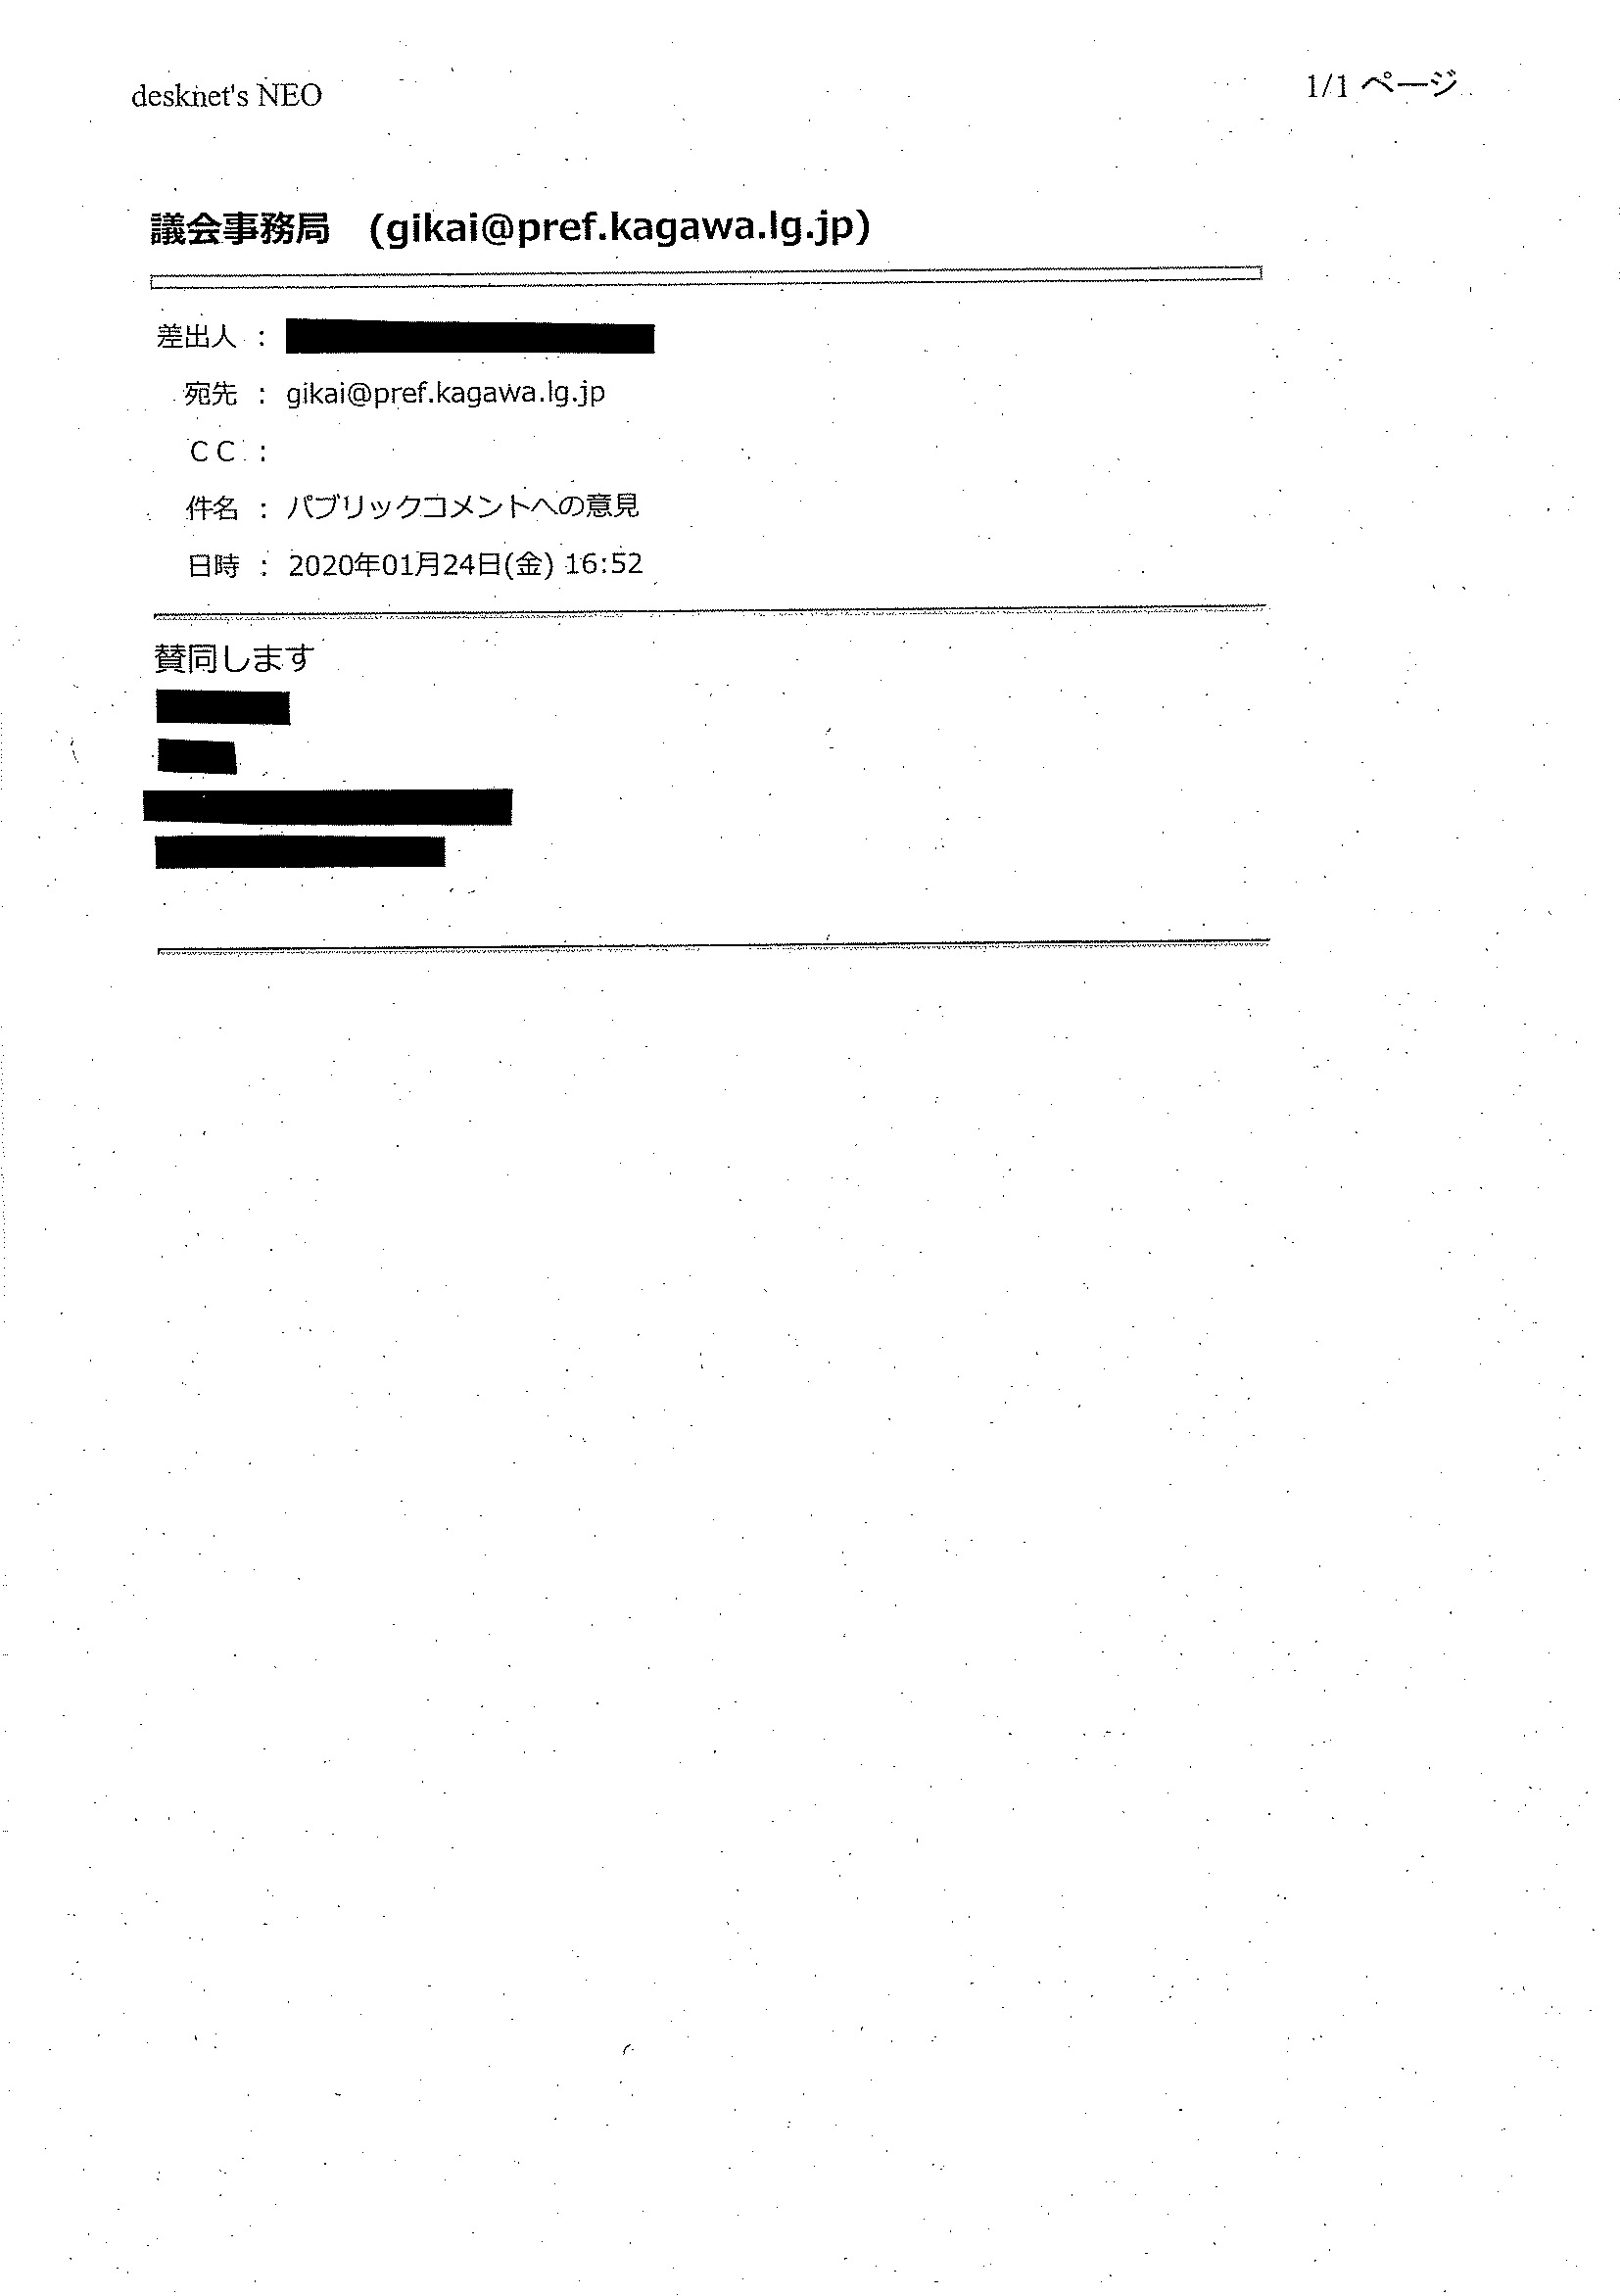 desknet's NEO
1/1 ページ
議会事務局　(gikai@pref.kagawa.lg.jp)
差出人 :
宛先 : gikai@pref.kagawa.lg.jp
ＣＣ :
件名 : パブリックコメントへの意見
日時 : 2020年01月24日(金) 16:52
賛同します